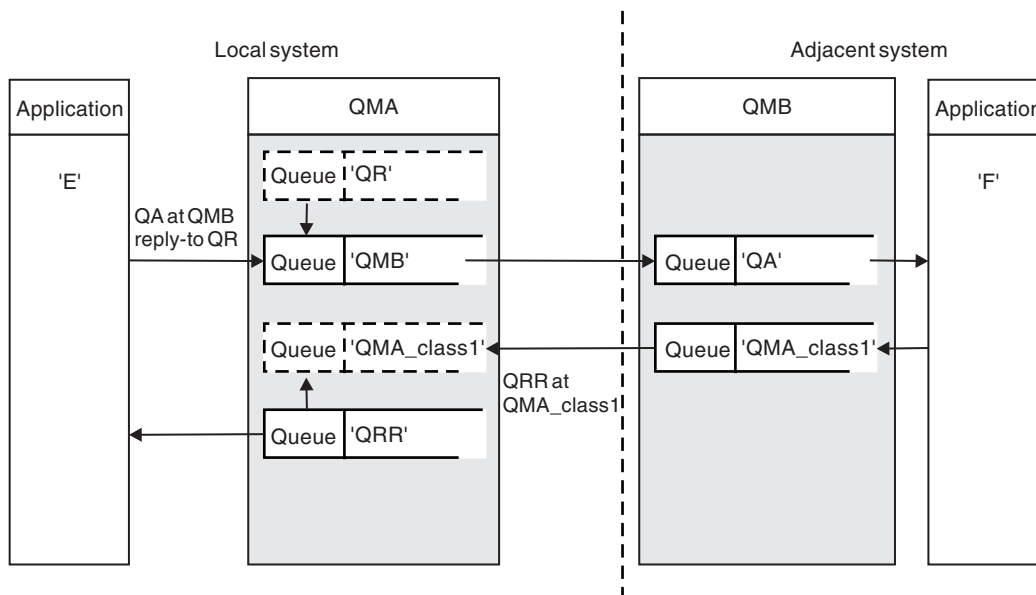 Local system
Adjacent system
Application
QMA
QMB
Application
'E'
Queue 'QR'
'F'
QA at QMB
reply-to QR
Queue 'QMB'
Queue 'QA'
Queue 'QMA_class1'
Queue 'QMA_class1'
QRR at
QMA_class1
Queue 'QRR'